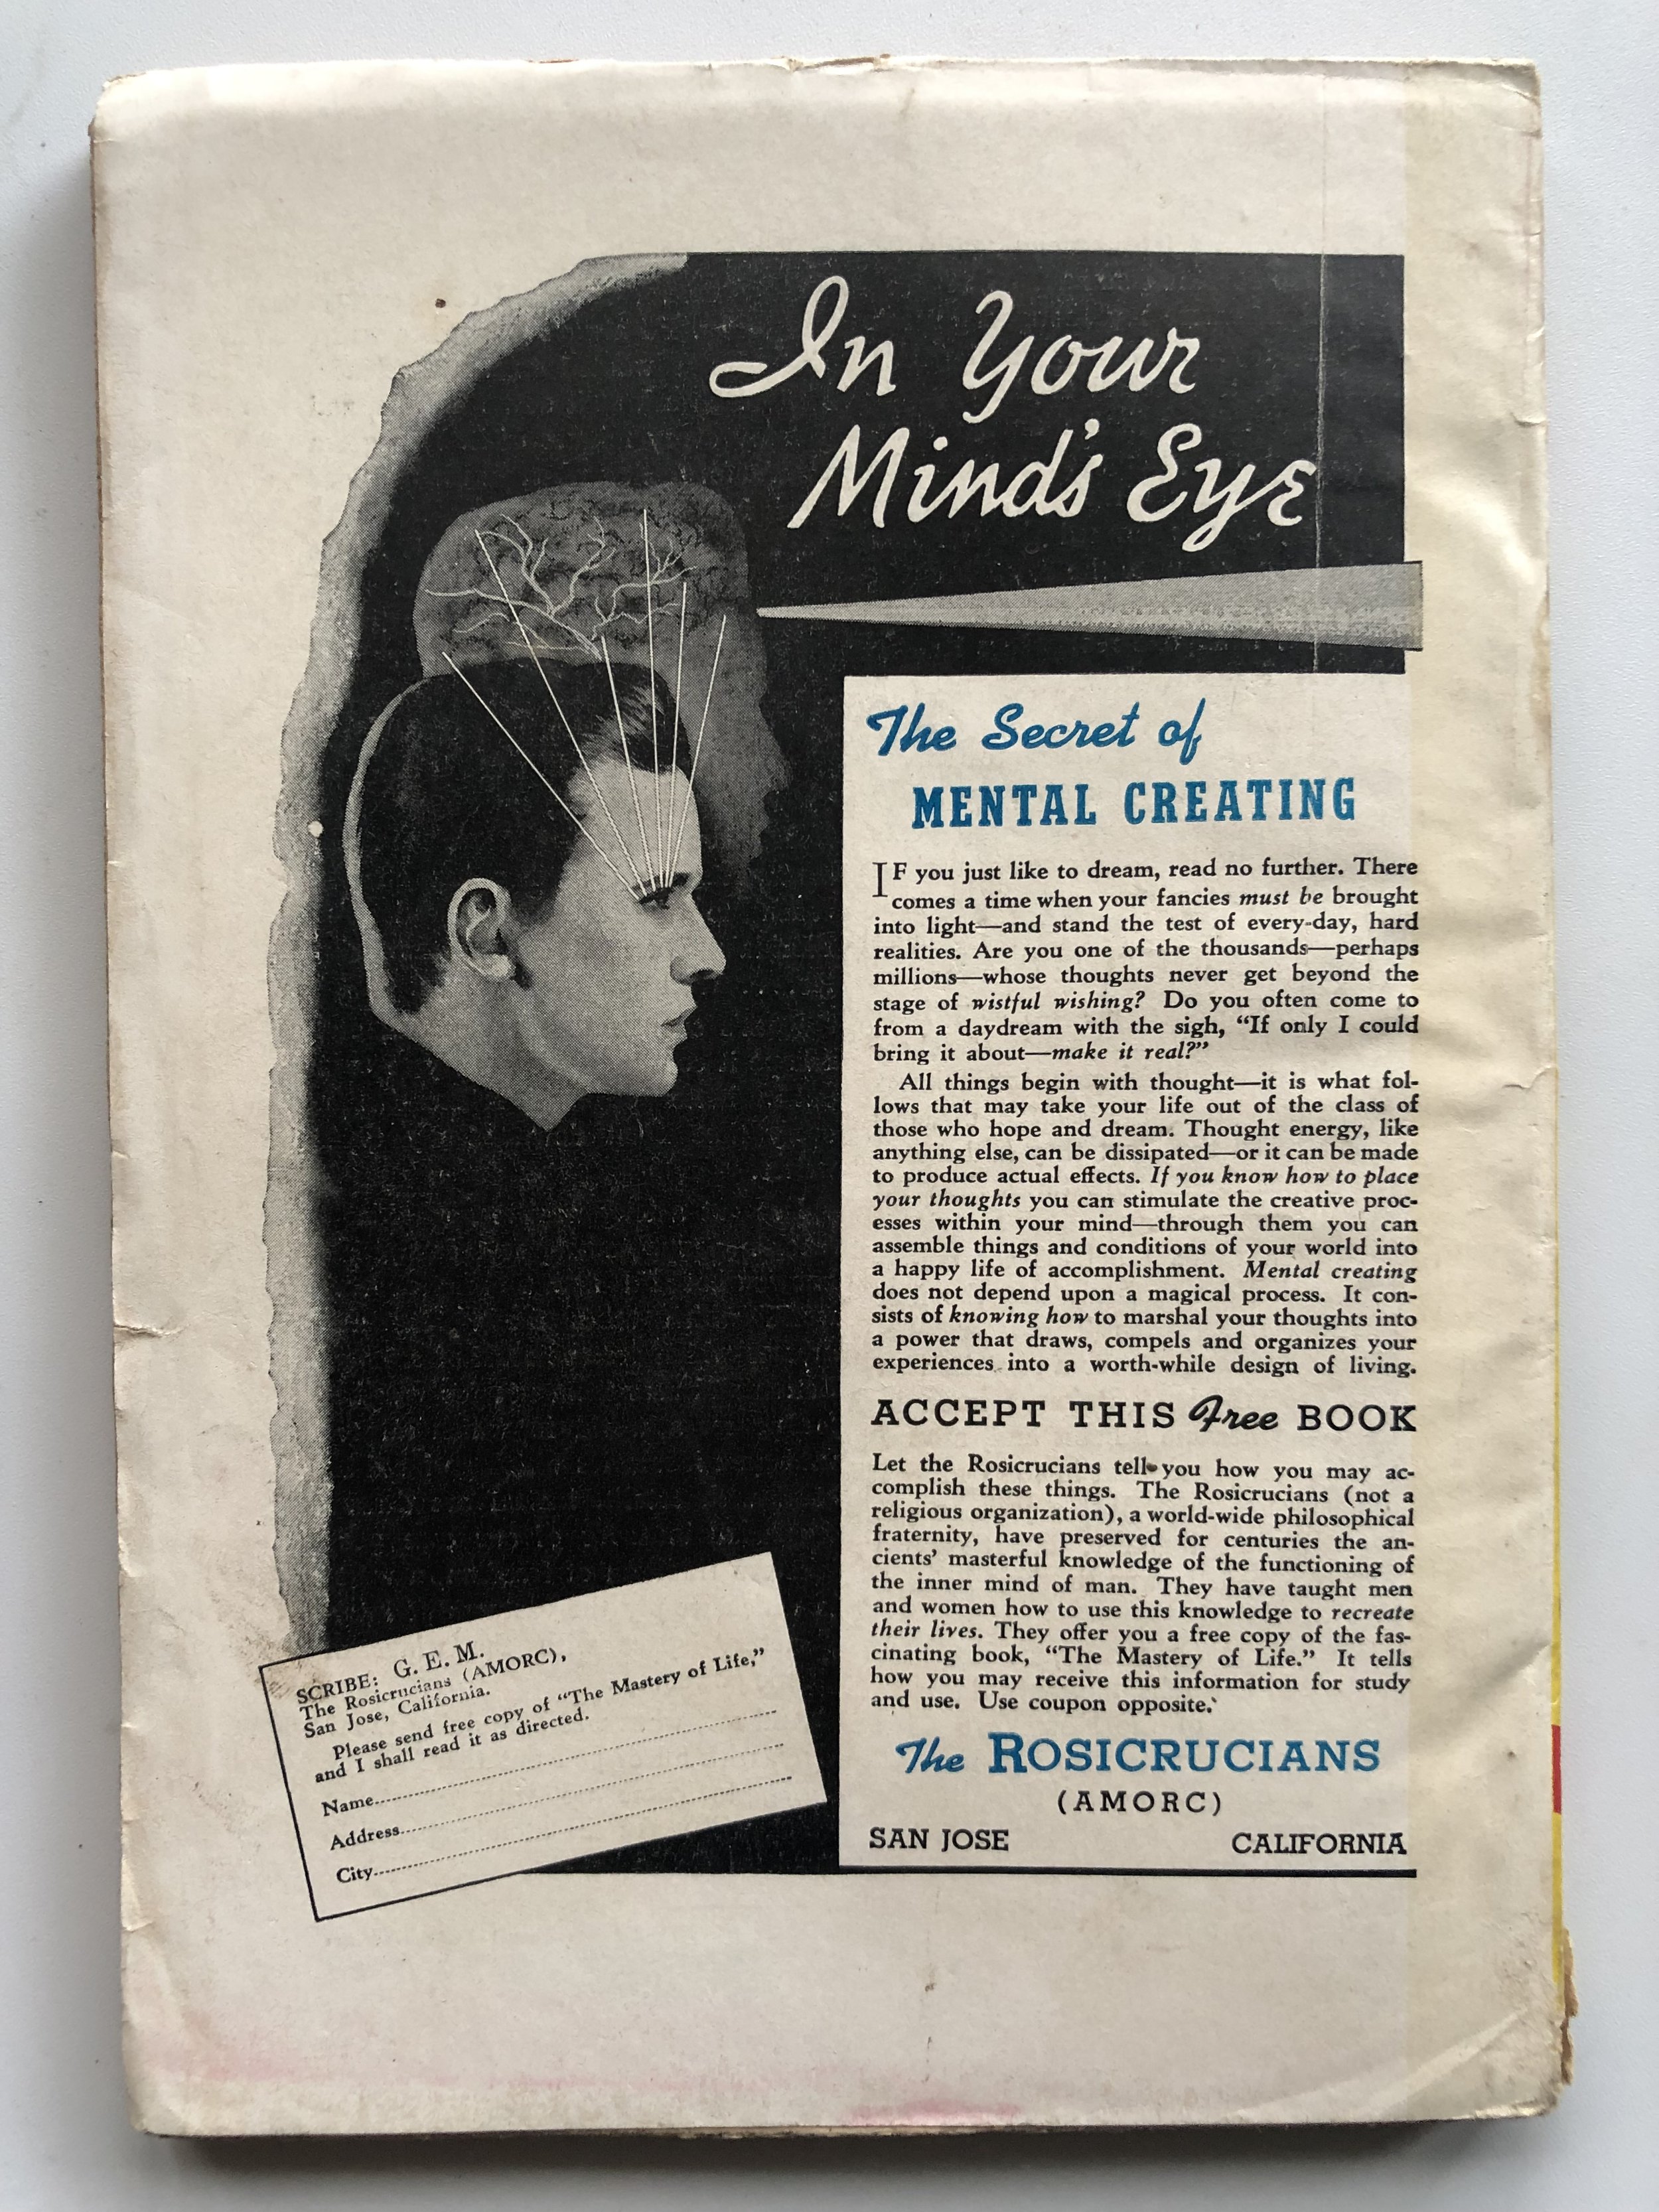 In Your
Mind's Eye
The Secret of
MENTAL CREATING
IF you just like to dream, read no further. There
comes a time when your fancies must be brought
into light—and stand the test of every-day, hard
realities. Are you one of the thousands—perhaps
millions—whose thoughts never get beyond the
stage of wistful wishing? Do you often come to
from a daydream with the sigh, “If only I could
bring it about—make it real?”
All things begin with thought—it is what fol-
lows that may take your life out of the class of
those who hope and dream. Thought energy, like
anything else, can be dissipated—or it can be made
to produce actual effects. If you know how to place
your thoughts you can stimulate the creative proc-
esses within your mind—through them you can
assemble things and conditions of your world into
a happy life of accomplishment. Mental creating
does not depend upon a magical process. It con-
sists of knowing how to marshal your thoughts into
a power that draws, compels and organizes your
experiences into a worth-while design of living.
ACCEPT THIS Free BOOK
Let the Rosicrucians tell you how you may ac-
complish these things. The Rosicrucians (not a
religious organization), a world-wide philosophical
fraternity, have preserved for centuries the an-
cients’ masterful knowledge of the functioning of
the inner mind of man. They have taught men
and women how to use this knowledge to recreate
their lives. They offer you a free copy of the fas-
cinating book, “The Mastery of Life.” It tells
how you may receive this information for study
and use. Use coupon opposite.
The ROSICRUCIANS
(AMORC)
SAN JOSE CALIFORNIA
SCRIBE: G. E. M.
The Rosicrucians (AMORC),
San Jose, California.
Please send free copy of “The Mastery of Life,”
and I shall read it as directed.
Name
Address
City